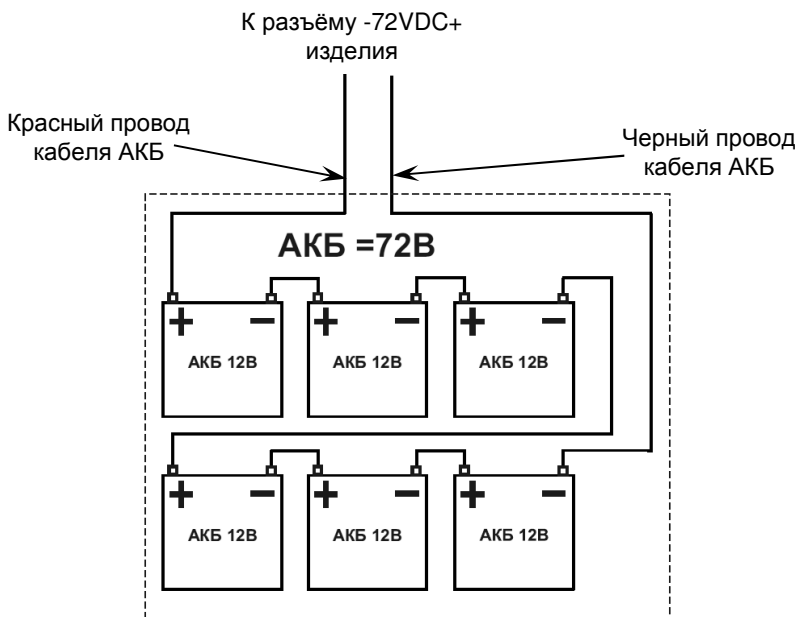 К разъёму -72VDC+
изделия
Красный провод
кабеля АКБ
Черный провод
кабеля АКБ
АКБ =72В
+ − + − + −
АКБ 12В АКБ 12В АКБ 12В
+ − + − + −
АКБ 12В АКБ 12В АКБ 12В